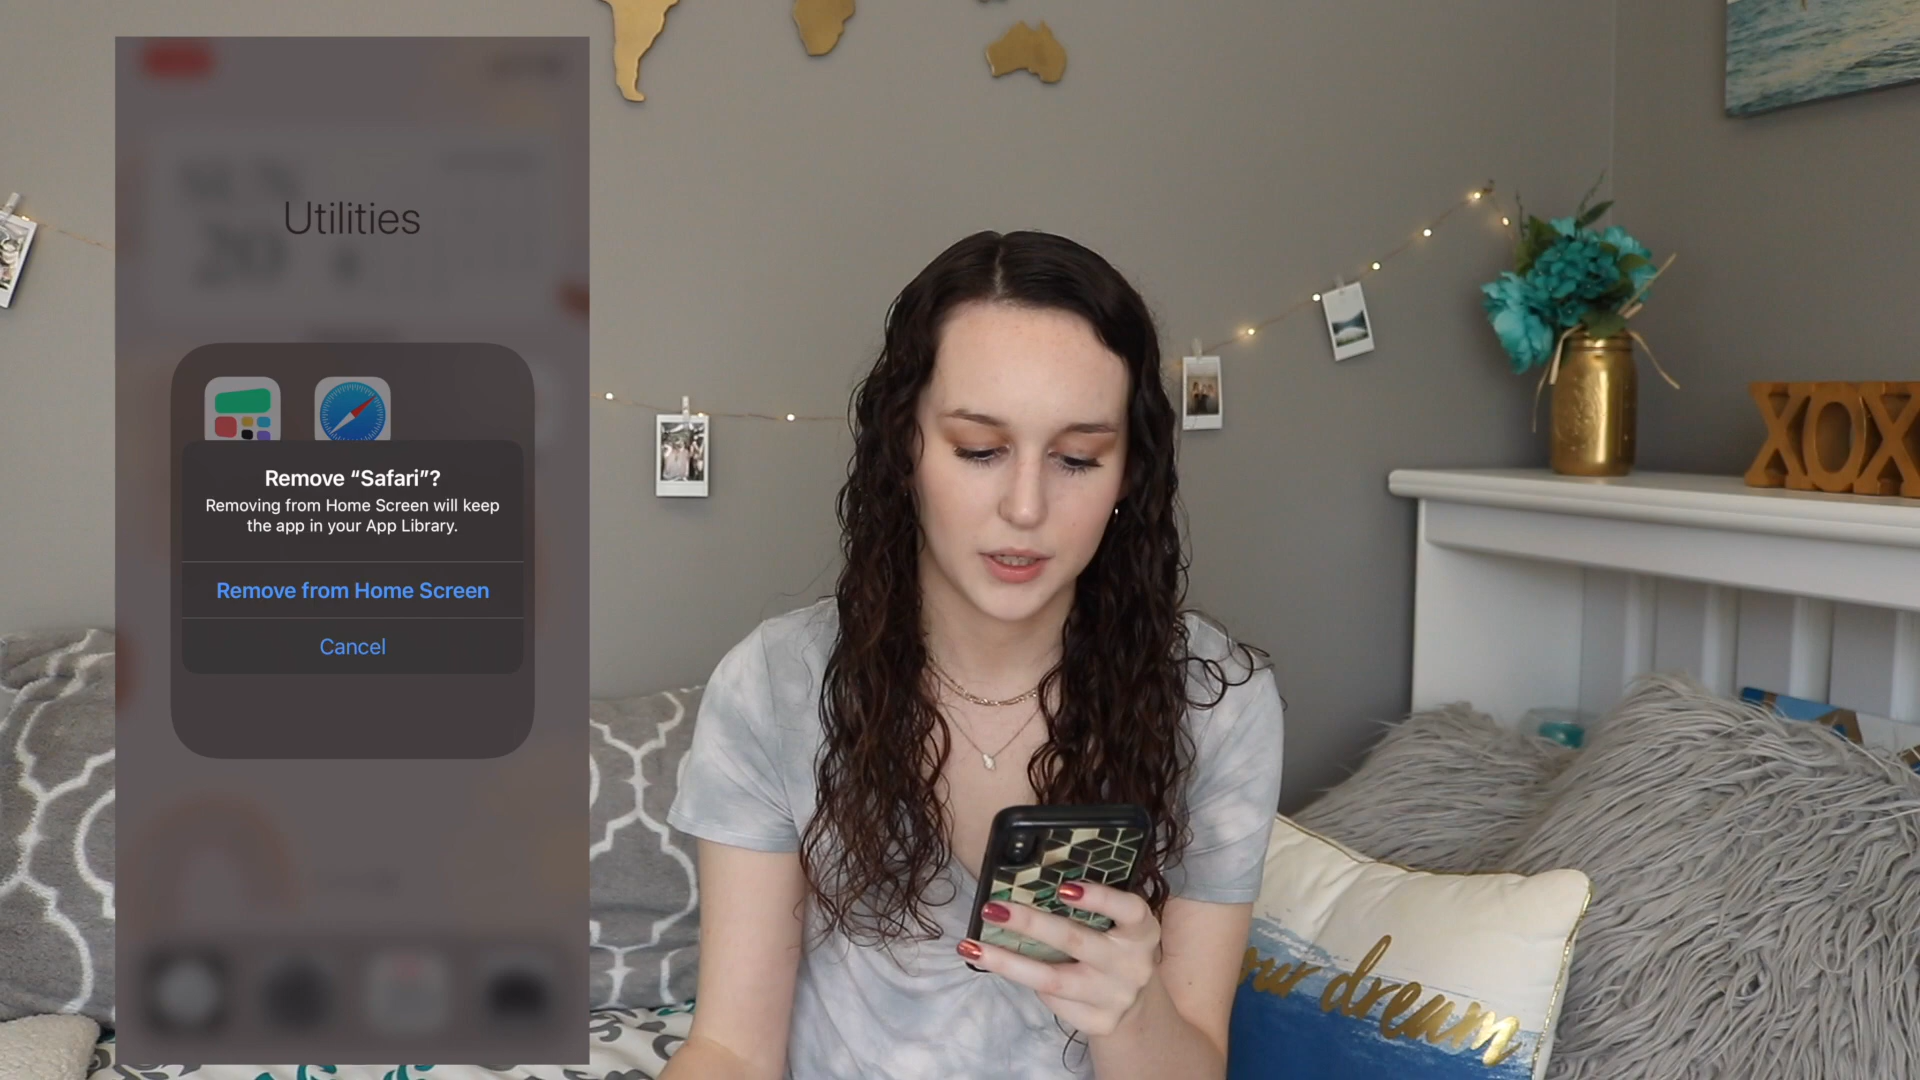 Utilities
Remove “Safari”?
Removing from Home Screen will keep
the app in your App Library.
Remove from Home Screen
Cancel
XOX
our dream